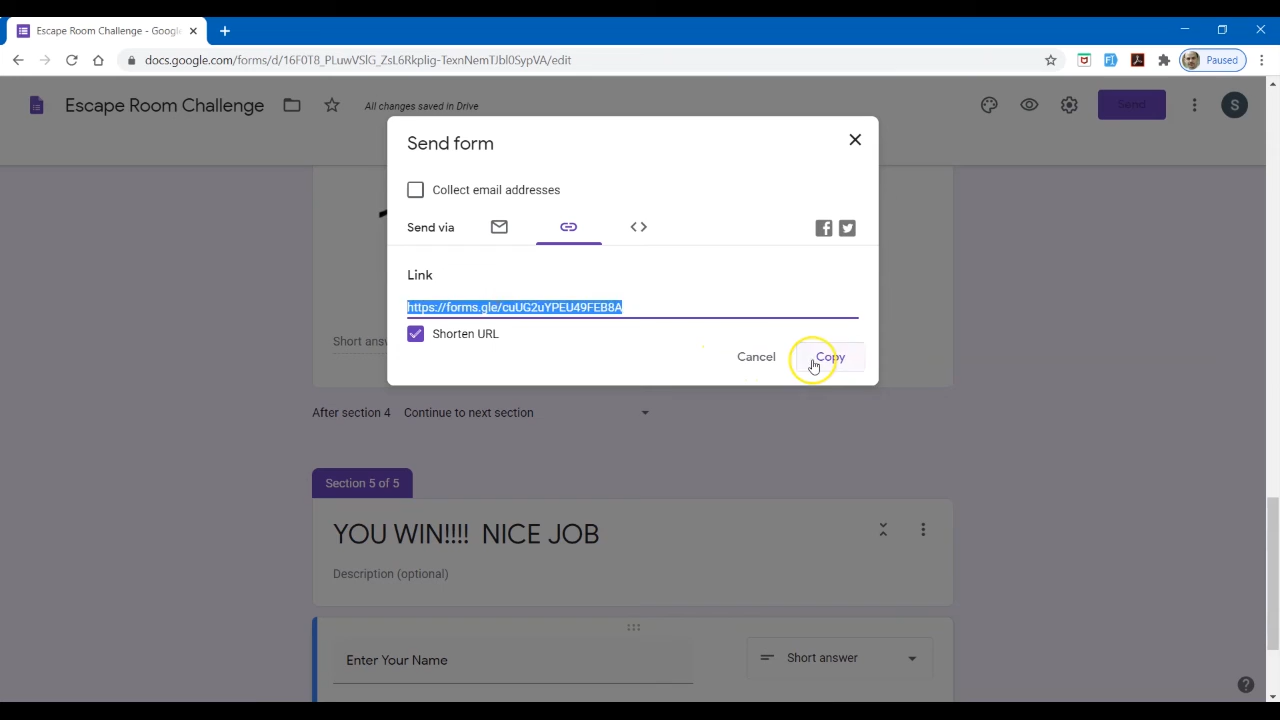 Escape Room Challenge - Googl
docs.google.com/forms/d/16F0T8_PLuwVSlG_ZsL6Rkplig-1exnNemTJbl0SypVA/edit
Paused
Escape Room Challenge
All changes saved in Drive
Send
S
Send form
Collect email addresses
Send via
Link
https://forms.gle/cuUG2uYPEU49FEB8A
Shorten URL
Cancel
Copy
Short ans
After section 4 Continue to next section
Section 5 of 5
YOU WIN!!!! NICE JOB
Description (optional)
Enter Your Name
Short answer